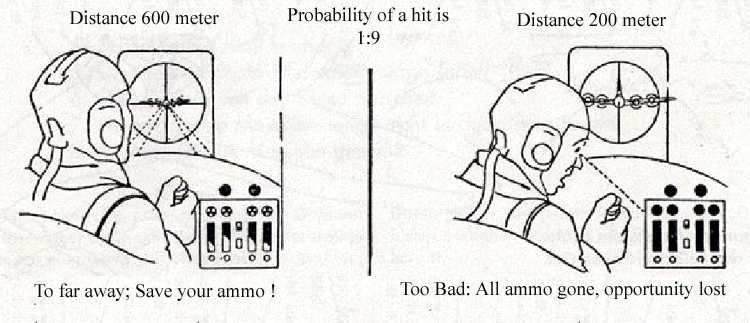 Distance 600 meter
Probability of a hit is
1:9
Distance 200 meter
To far away; Save your ammo !
Too Bad: All ammo gone, opportunity lost